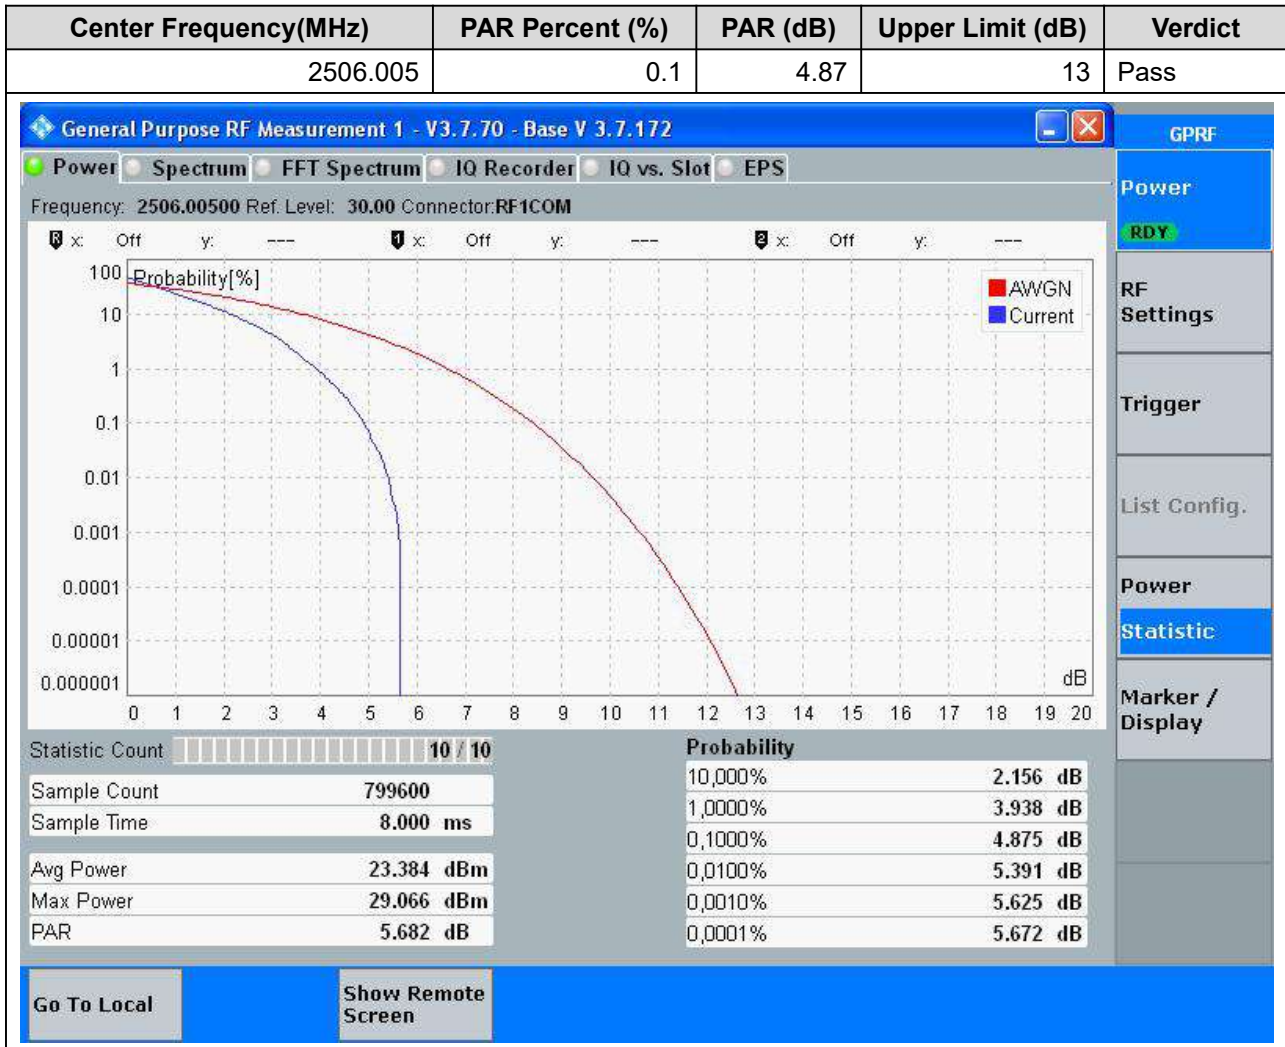 Center Frequency(MHz) PAR Percent (%) PAR (dB) Upper Limit (dB) Verdict
2506.005 0.1 4.87 13 Pass
General Purpose RF Measurement 1 - V3.7.70 - Base V 3.7.172
GPRF
Power Spectrum FFT Spectrum IQ Recorder IQ vs. Slot EPS
Power
RDY
Frequency: 2506.00500 Ref. Level: 30.00 Connector:RF1COM
R x: Off y: --- 1 x: Off y: --- 2 x: Off y: ---
Probability[%]
AWGN
Current
100
10
1
0.1
0.01
0.001
0.0001
0.00001
0.000001
dB
0 1 2 3 4 5 6 7 8 9 10 11 12 13 14 15 16 17 18 19 20
RF
Settings
Trigger
List Config.
Power
Statistic
Marker /
Display
Statistic Count 10 / 10
Sample Count 799600
Sample Time 8.000 ms
Avg Power 23.384 dBm
Max Power 29.066 dBm
PAR 5.682 dB
Probability
10,000% 2.156 dB
1,0000% 3.938 dB
0,1000% 4.875 dB
0,0100% 5.391 dB
0,0010% 5.625 dB
0,0001% 5.672 dB
Go To Local
Show Remote
Screen